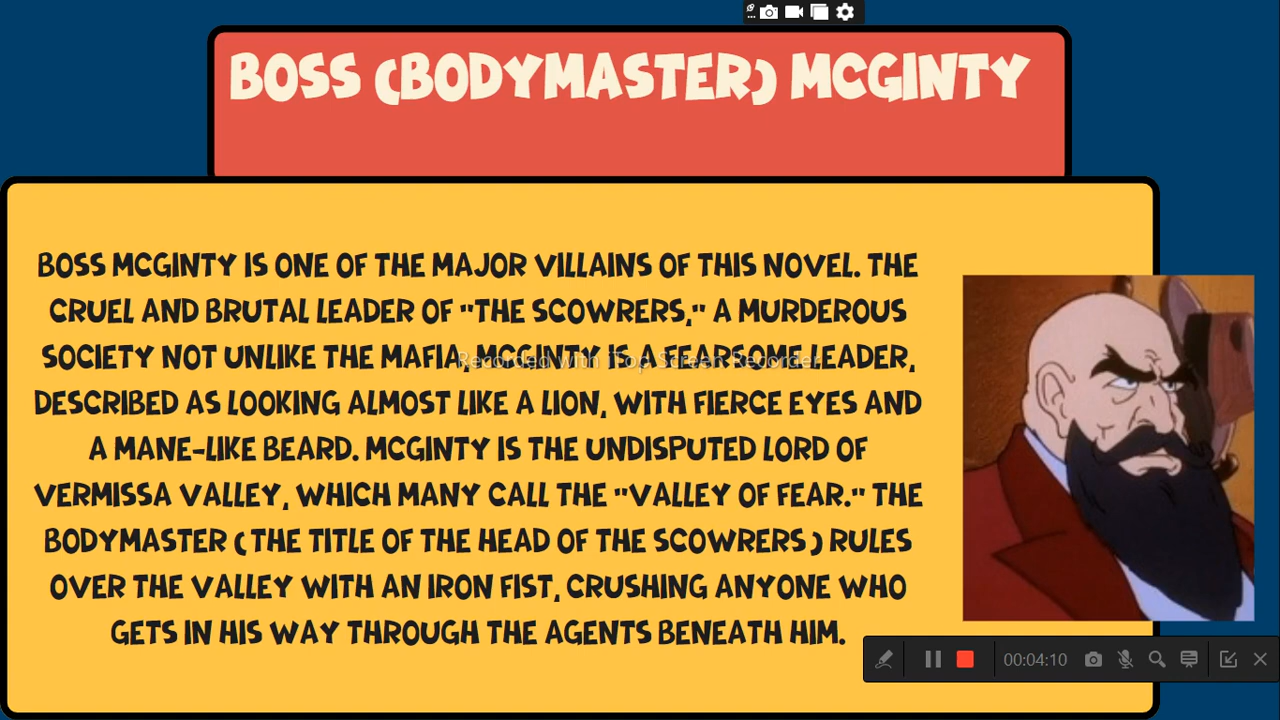 BOSS (BODYMASTER) MCGINTY
BOSS MCGINTY IS ONE OF THE MAJOR VILLAINS OF THIS NOVEL. THE
CRUEL AND BRUTAL LEADER OF "THE SCOWRERS," A MURDEROUS
SOCIETY NOT UNLIKE THE MAFIA, MCGINTY IS A FEARSOME LEADER,
Recorded with iTop Screen Recorder
DESCRIBED AS LOOKING ALMOST LIKE A LION, WITH FIERCE EYES AND
A MANE-LIKE BEARD. MCGINTY IS THE UNDISPUTED LORD OF
VERMISSA VALLEY, WHICH MANY CALL THE "VALLEY OF FEAR." THE
BODYMASTER (THE TITLE OF THE HEAD OF THE SCOWRERS) RULES
OVER THE VALLEY WITH AN IRON FIST, CRUSHING ANYONE WHO
GETS IN HIS WAY THROUGH THE AGENTS BENEATH HIM.
00:04:10